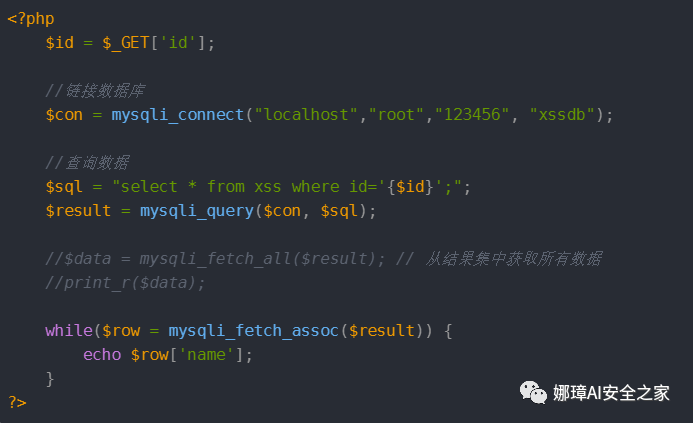 <?php
    $id = $_GET['id'];
    //链接数据库
    $con = mysqli_connect("localhost","root","123456", "xssdb");
    //查询数据
    $sql = "select * from xss where id='{$id}';";
    $result = mysqli_query($con, $sql);
    //$data = mysqli_fetch_all($result); // 从结果集中获取所有数据
    //print_r($data);
    while($row = mysqli_fetch_assoc($result)) {
        echo $row['name'];
    }
?>
娜璋AI安全之家